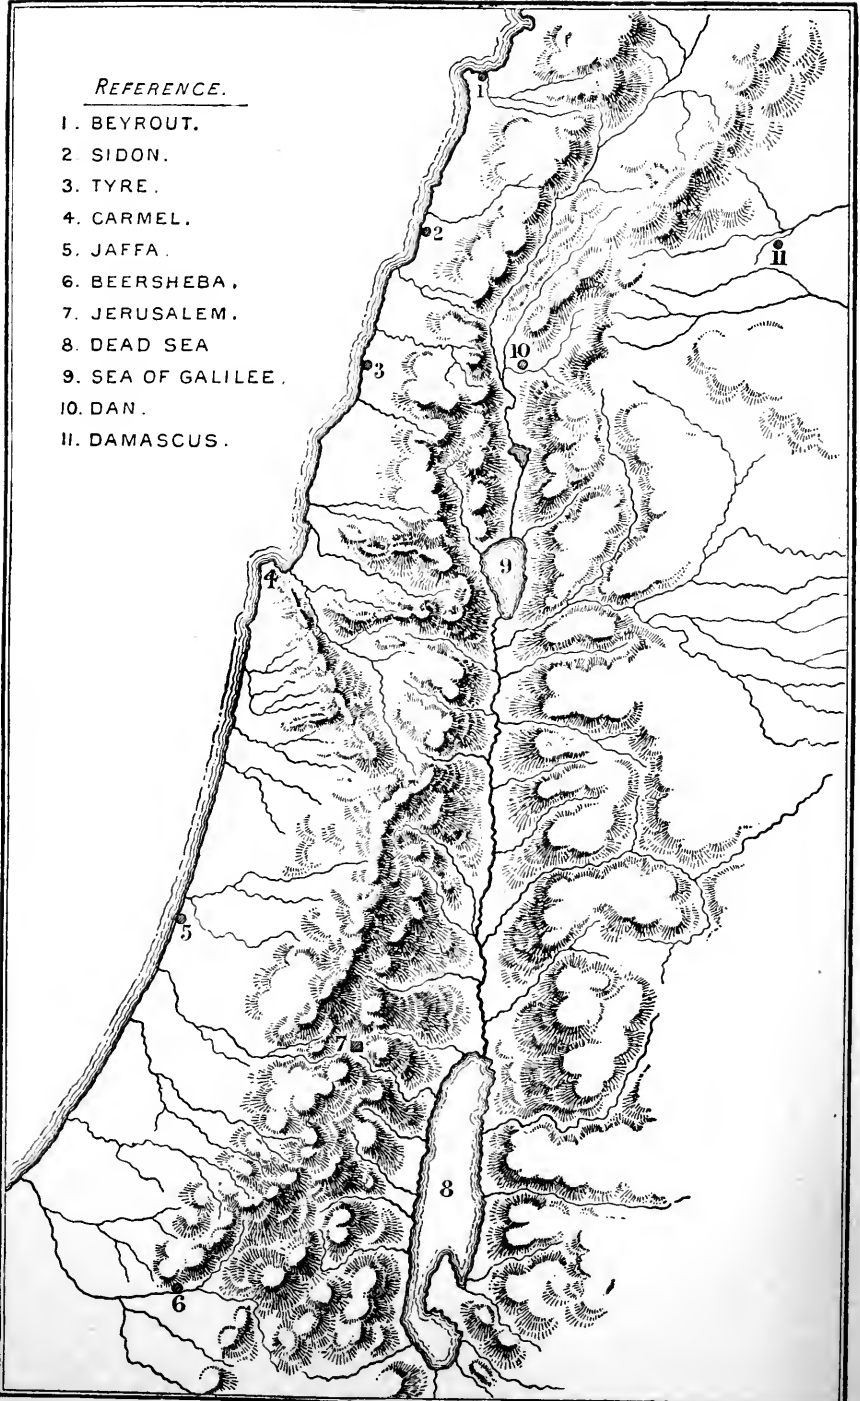 REFERENCE.
1. BEYROUT.
2 SIDON.
3. TYRE.
4. CARMEL.
5. JAFFA.
6. BEERSHEBA.
7. JERUSALEM.
8. DEAD SEA
9. SEA OF GALILEE.
10. DAN.
11. DAMASCUS.
1
2
11
10
3
9
4
5
7
8
6